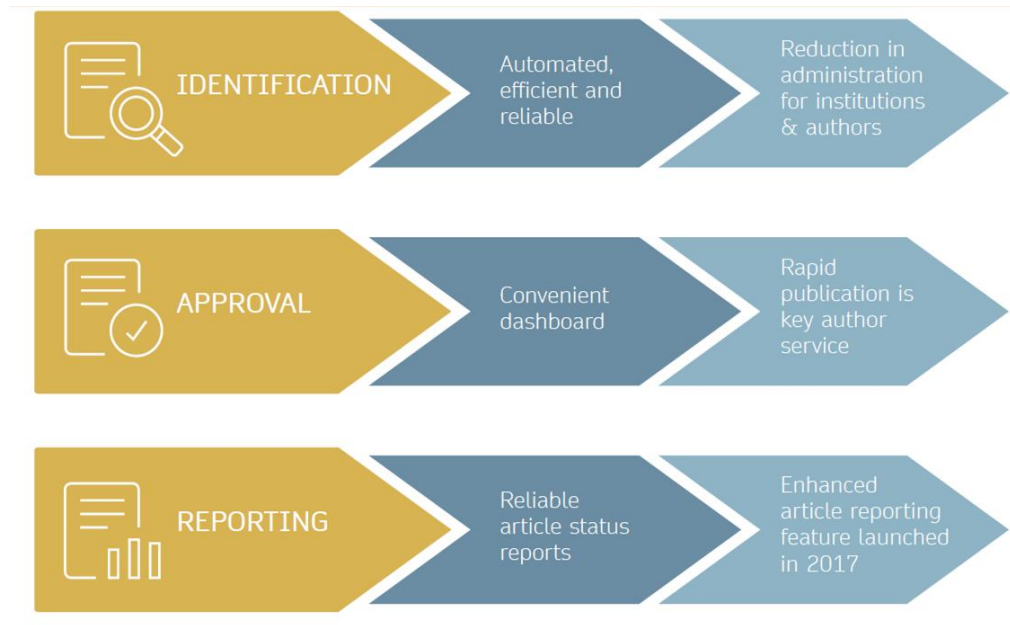 IDENTIFICATION
Automated,
efficient and
reliable
Reduction in
administration
for institutions
& authors
APPROVAL
Convenient
dashboard
Rapid
publication is
key author
service
REPORTING
Reliable
article status
reports
Enhanced
article reporting
feature launched
in 2017